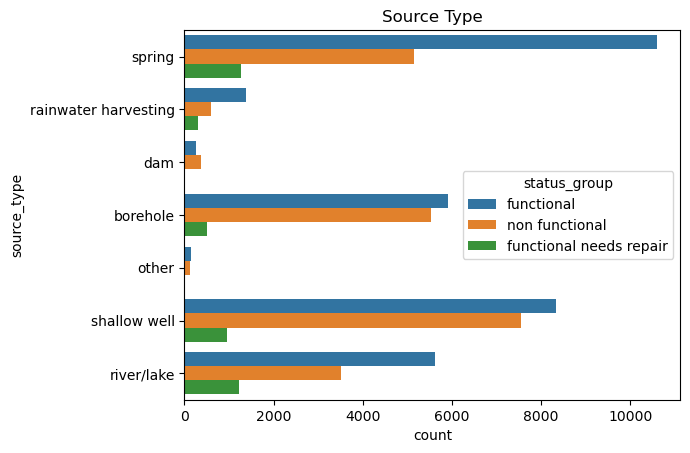 Source Type
source_type
spring
rainwater harvesting
dam
borehole
other
shallow well
river/lake
status_group
functional
non functional
functional needs repair
0 2000 4000 6000 8000 10000
count